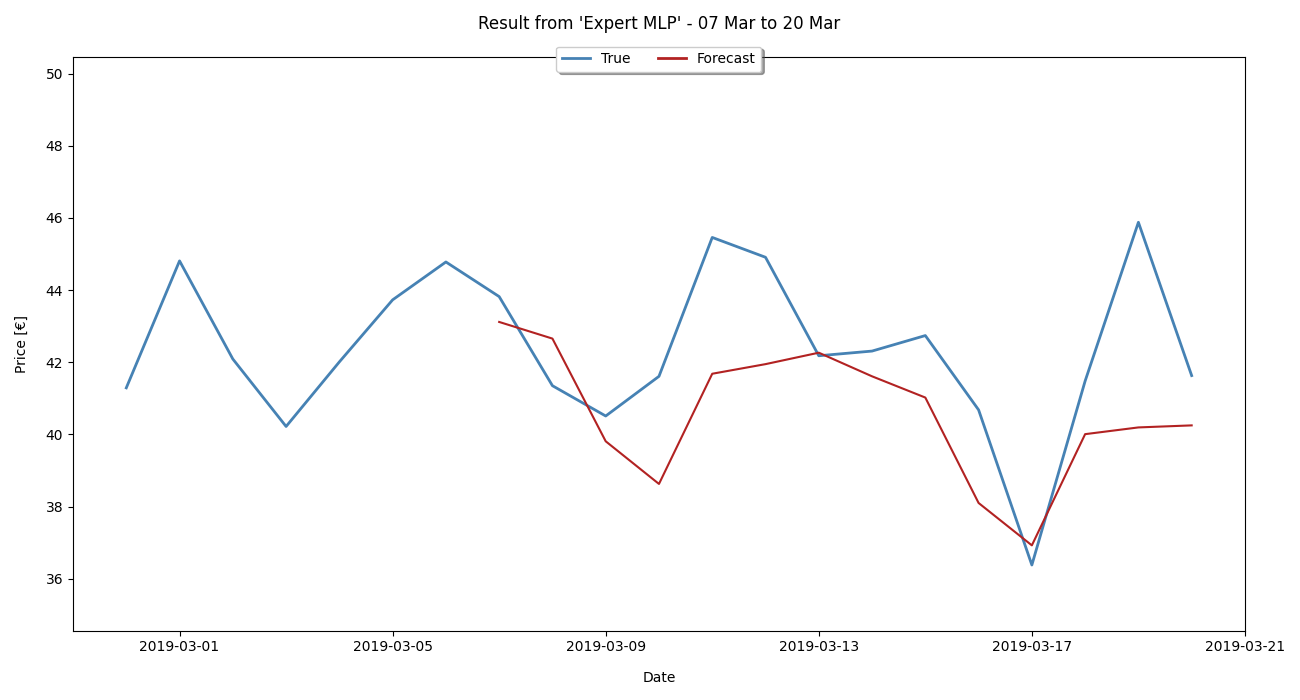 Result from 'Expert MLP' - 07 Mar to 20 Mar
True
Forecast
50
48
46
44
42
40
38
36
Price [€]
2019-03-01
2019-03-05
2019-03-09
2019-03-13
2019-03-17
2019-03-21
Date